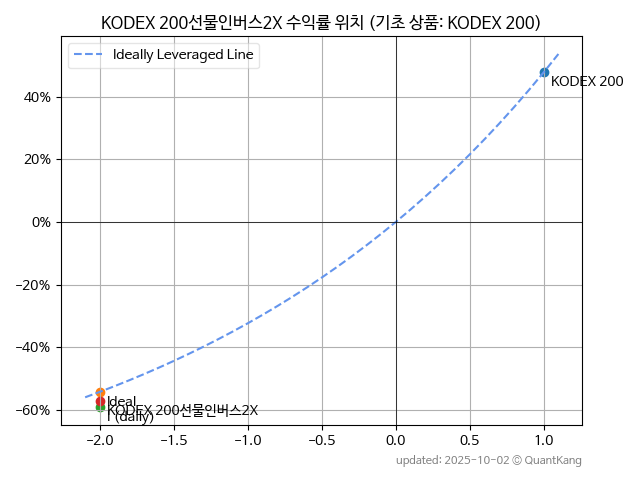 KODEX 200선물인버스2X 수익률 위치 (기초 상품: KODEX 200)
Ideally Leveraged Line
KODEX 200
40%
20%
0%
−20%
−40%
−60%
Ideal
KODEX 200선물인버스2X
(daily)
−2.0 −1.5 −1.0 −0.5 0.0 0.5 1.0
updated: 2025-10-02 © QuantKang